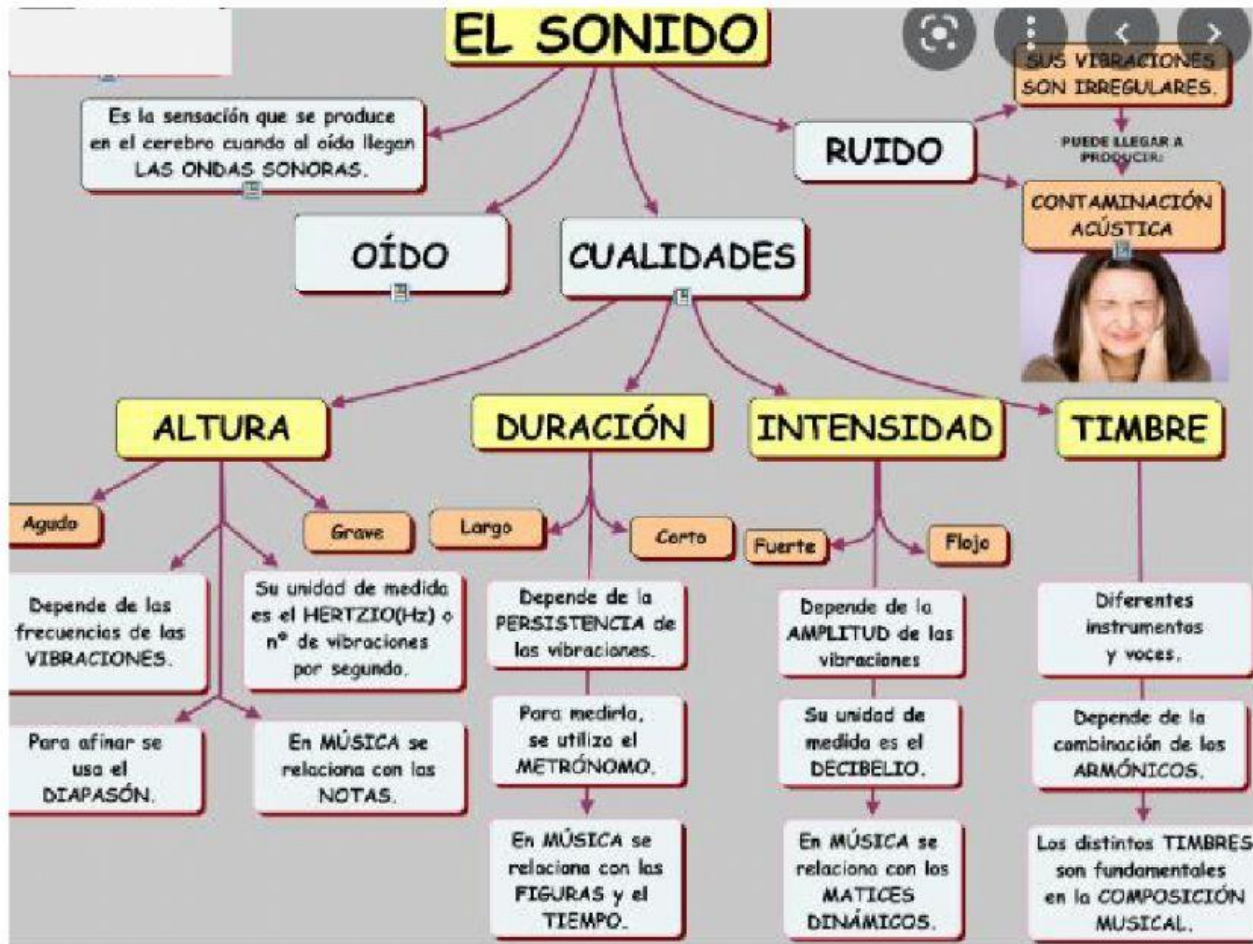 EL SONIDO
Es la sensación que se produce
en el cerebro cuando al oído llegan
LAS ONDAS SONORAS.
RUIDO
SUS VIBRACIONES
SON IRREGULARES.
PUEDE LLEGAR A
PRODUCIR:
CONTAMINACIÓN
ACÚSTICA
OÍDO
CUALIDADES
ALTURA
DURACIÓN
INTENSIDAD
TIMBRE
Agudo
Grave
Largo
Corto
Fuerte
Flojo
Depende de las
frecuencias de las
VIBRACIONES.
Su unidad de medida
es el HERTZIO(Hz) o
nº de vibraciones
por segundo.
Para afinar se
usa el
DIAPASÓN.
En MÚSICA se
relaciona con las
NOTAS.
Depende de la
PERSISTENCIA de
las vibraciones.
Para medirla,
se utiliza el
METRÓNOMO.
En MÚSICA se
relaciona con las
FIGURAS y el
TIEMPO.
Depende de la
AMPLITUD de las
vibraciones
Su unidad de
medida es el
DECIBELIO.
En MÚSICA se
relaciona con los
MATICES
DINÁMICOS.
Diferentes
instrumentos
y voces.
Depende de la
combinación de los
ARMÓNICOS.
Los distintos TIMBRES
son fundamentales
en la COMPOSICIÓN
MUSICAL.